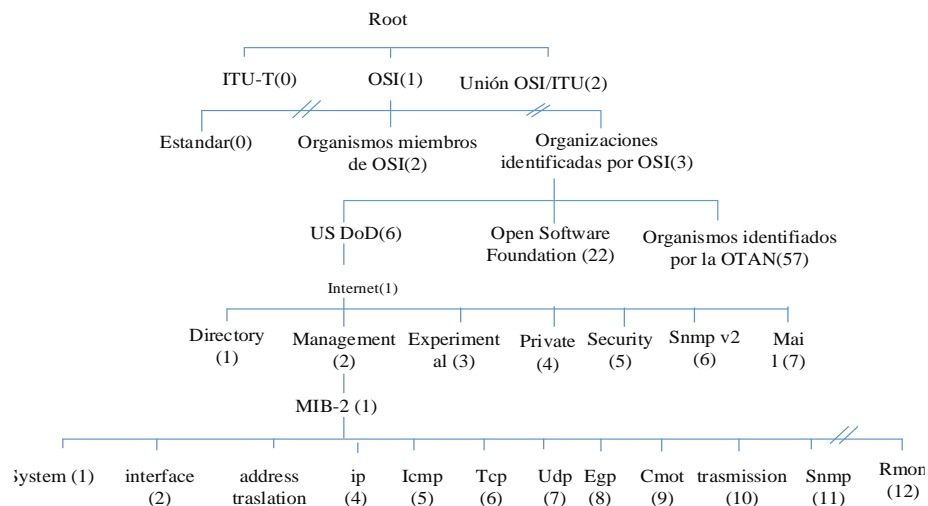 Root
ITU-T(0)
OSI(1)
Unión OSI/ITU(2)
Estandar(0)
Organismos miembros
de OSI(2)
Organizaciones
identificadas por OSI(3)
US DoD(6)
Open Software
Foundation (22)
Organismos identifiados
por la OTAN(57)
Internet(1)
Directory
(1)
Management
(2)
Experiment
al (3)
Private
(4)
Security
(5)
Snmp v2
(6)
Mai
l (7)
MIB-2 (1)
System (1)
interface
(2)
address
traslation
ip
(4)
Icmp
(5)
Tcp
(6)
Udp
(7)
Egp
(8)
Cmot
(9)
trasmission
(10)
Snmp
(11)
Rmon
(12)